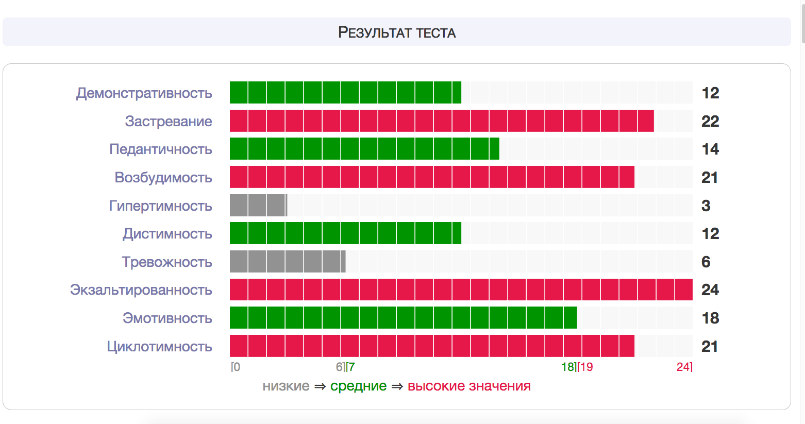 Результат теста
Демонстративность 12
Застревание 22
Педантичность 14
Возбудимость 21
Гипертимность 3
Дистимность 12
Тревожность 6
Экзальтированность 24
Эмотивность 18
Циклотимность 21
[0 6][7 18][19 24]
низкие ⇒ средние ⇒ высокие значения